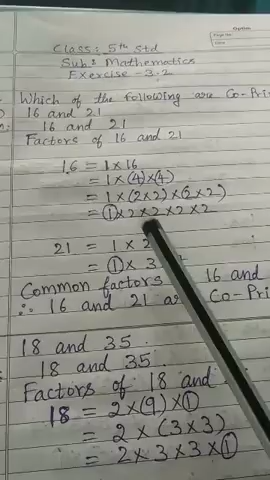 Class: 5th Std
Sub: Mathematics
Exercise - 3.2
Which of the following are Co-Pri
16 and 21
16 and 21
Factors of 16 and 21
16 = 1 × 16
= 1 × (4) × (4)
= 1 × (2 × 2) × (2 × 2)
= 1 × 2 × 2 × 2 × 2
21 = 1 × 2
= 1 × 3
Common factors 16 and
∴ 16 and 21 ar Co-Pri
18 and 35
18 and 35
Factors of 18 and
18 = 2 × (9) × 1
= 2 × (3 × 3)
= 2 × 3 × 3 × 1